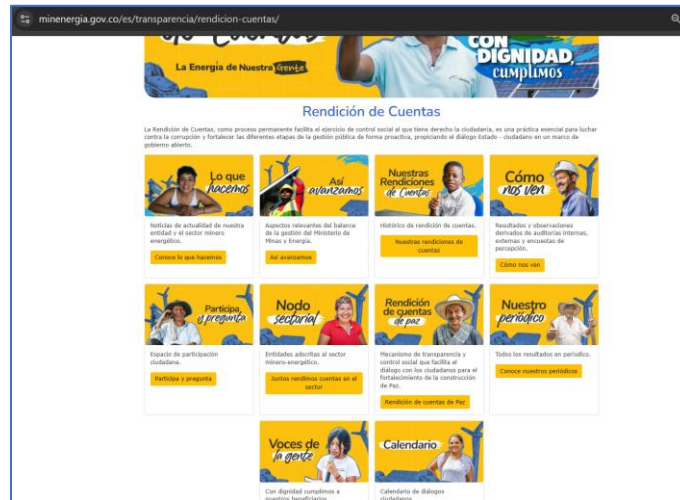 minenergia.gov.co/es/transparencia/rendicion-cuentas/
de Cuentas
La Energía de Nuestra Gente
CON
DIGNIDAD,
CUMPLIMOS
Rendición de Cuentas
La Rendición de Cuentas, como proceso permanente facilita el ejercicio de control social al que tiene derecho la ciudadanía, es una práctica esencial para luchar
contra la corrupción y fortalecer las diferentes etapas de la gestión pública de forma proactiva, propiciando el diálogo Estado - ciudadano en un marco de
gobierno abierto.
Lo que
hacemos
Noticias de actualidad de nuestra
entidad y el sector minero
energético.
Conoce lo que hacemos
Así
avanzamos
Aspectos relevantes del balance
de la gestión del Ministerio de
Minas y Energía.
Así avanzamos
Nuestras
Rendiciones
de Cuentas
Histórico de rendición de cuentas.
Nuestras rendiciones de
cuentas
Cómo
nos ven
Resultados y observaciones
derivados de auditorías internas,
externas y encuestas de
percepción.
Cómo nos ven
Participa
y pregunta
Espacio de participación
ciudadana.
Participa y pregunta
Nodo
sectorial
Entidades adscritas al sector
minero-energético.
Juntos rendimos cuentas en el
sector
Rendición
de cuentas
de paz
Mecanismo de transparencia y
control social que facilita el
diálogo con los ciudadanos para el
fortalecimiento de la construcción
de Paz.
Rendición de cuentas de Paz
Nuestro
periódico
Todos los resultados en periodico.
Conoce nuestros periódicos
Voces de
la gente
Con dignidad cumplimos a
nuestros beneficiarios
Calendario
Calendario de diálogos
ciudadanos